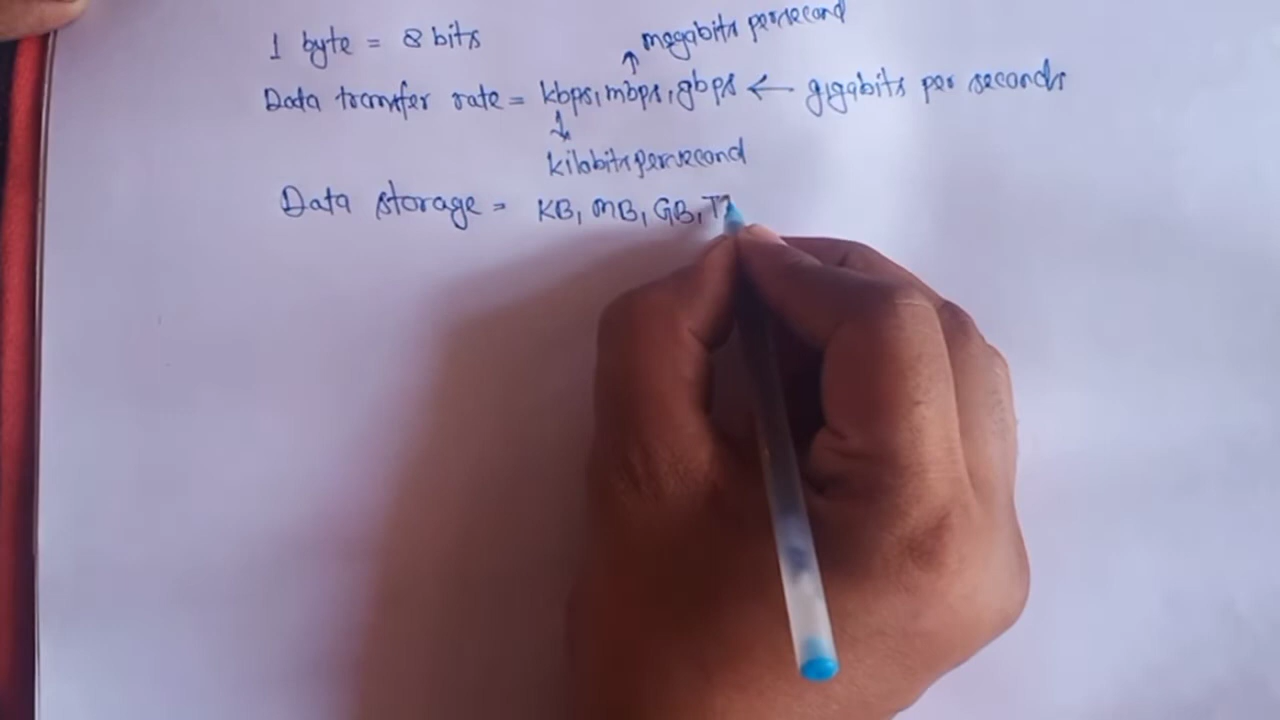 1 byte = 8 bits
megabits per second
Data transfer rate = kbps, mbps, gbps ← gigabits per seconds
kilobits per second
Data storage = KB, MB, GB, T